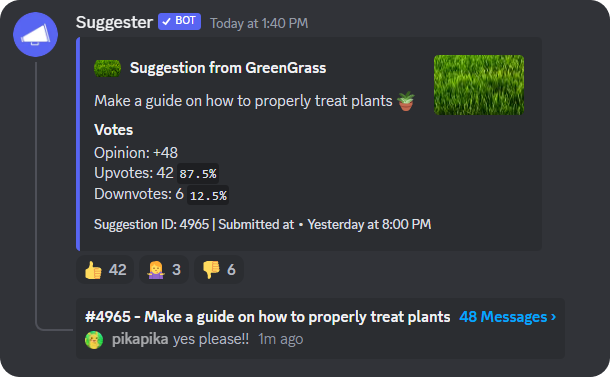 Suggester ✓ BOT Today at 1:40 PM
Suggestion from GreenGrass
Make a guide on how to properly treat plants 🪴
Votes
Opinion: +48
Upvotes: 42 87.5%
Downvotes: 6 12.5%
Suggestion ID: 4965 | Submitted at • Yesterday at 8:00 PM
👍 42 🤷‍♀️ 3 👎 6
#4965 - Make a guide on how to properly treat plants 48 Messages ›
pikapika yes please!! 1m ago